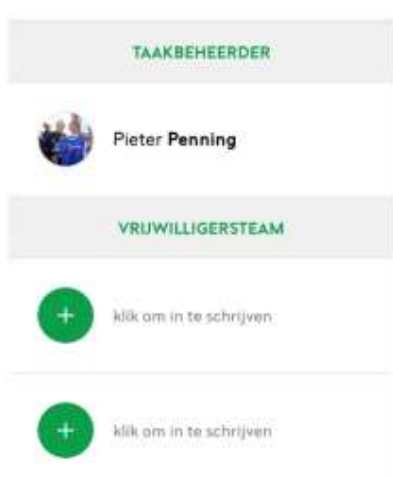 TAAKBEHEERDER
Pieter Penning
VRIJWILLIGERSTEAM
klik om in te schrijven
klik om in te schrijven